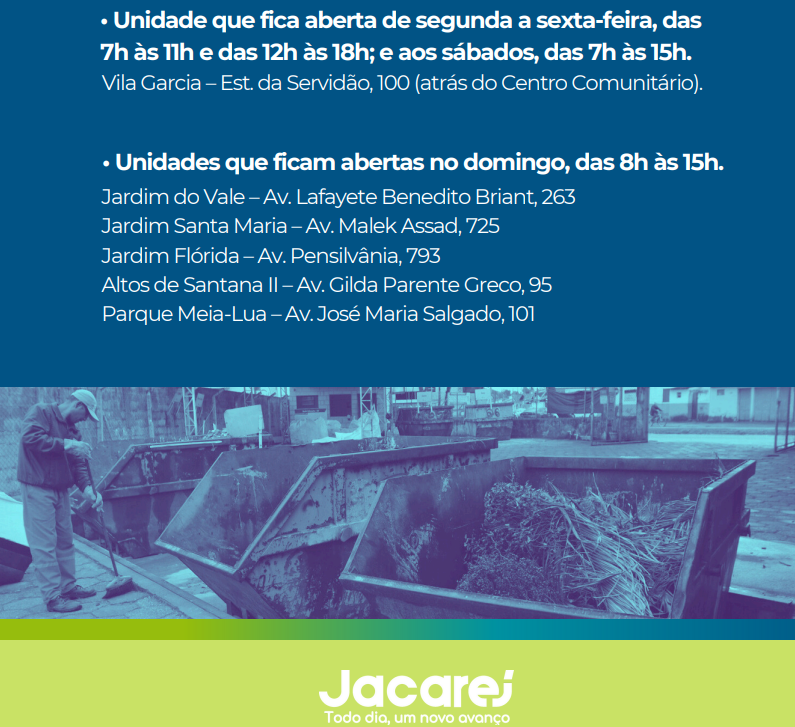 • Unidade que fica aberta de segunda a sexta-feira, das
7h às 11h e das 12h às 18h; e aos sábados, das 7h às 15h.
Vila Garcia – Est. da Servidão, 100 (atrás do Centro Comunitário).
• Unidades que ficam abertas no domingo, das 8h às 15h.
Jardim do Vale – Av. Lafayete Benedito Briant, 263
Jardim Santa Maria – Av. Malek Assad, 725
Jardim Flórida – Av. Pensilvânia, 793
Altos de Santana II – Av. Gilda Parente Greco, 95
Parque Meia-Lua – Av. José Maria Salgado, 101
Jacareí
Todo dia, um novo avanço